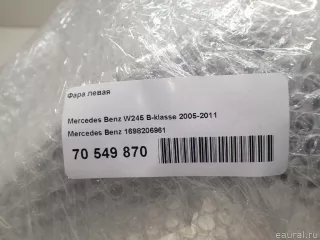 Фара левая
Mercedes Benz W245 B-klasse 2005-2011
Mercedes Benz 1698206961
70 549 870
eaural.ru